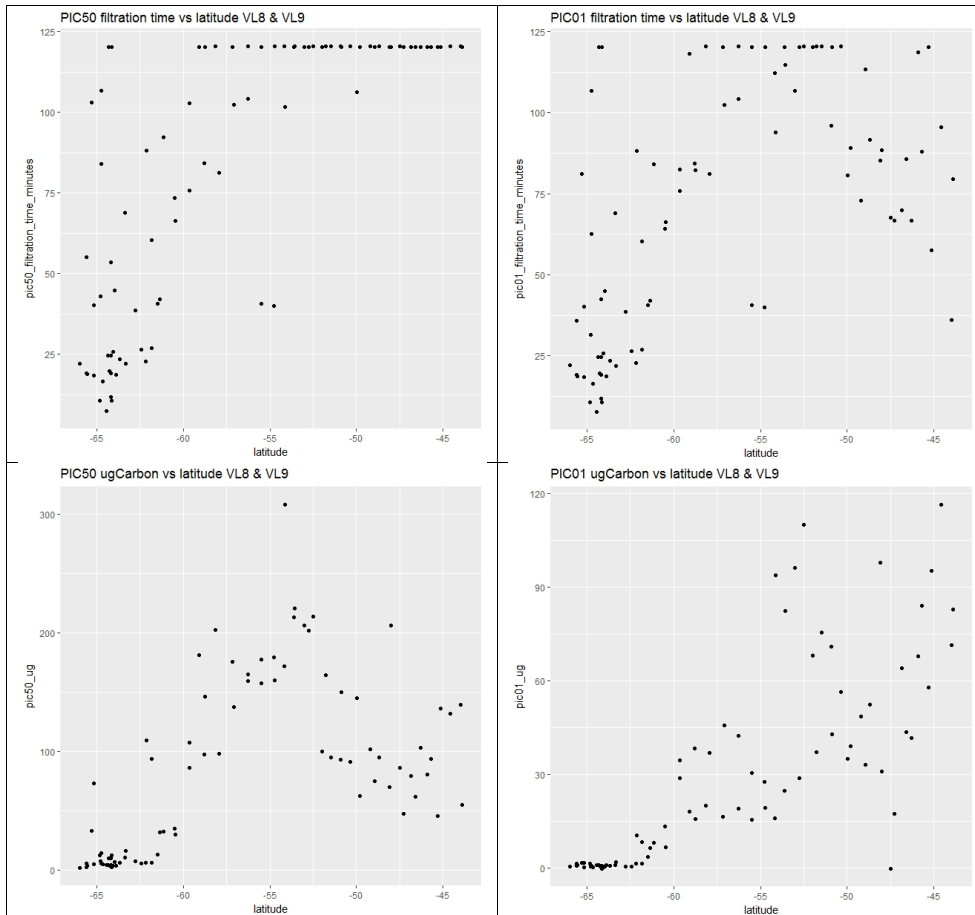 PIC50 filtration time vs latitude VL8 & VL9
125
100
75
50
25
pic50_filtration_time_minutes
-65 -60 -55 -50 -45
latitude
PIC01 filtration time vs latitude VL8 & VL9
125
100
75
50
25
pic01_filtration_time_minutes
-65 -60 -55 -50 -45
latitude
PIC50 ugCarbon vs latitude VL8 & VL9
300
200
100
0
pic50_ug
-65 -60 -55 -50 -45
latitude
PIC01 ugCarbon vs latitude VL8 & VL9
120
90
60
30
0
pic01_ug
-65 -60 -55 -50 -45
latitude